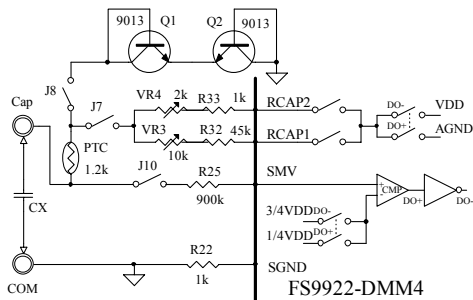 Q1
Q2
9013
9013
J8
VR4
2k
R33
1k
RCAP2
DO-
VDD
Cap
J7
VR3
R32
45k
RCAP1
DO+
AGND
PTC
10k
1.2k
J10
R25
SMV
900k
+
CMP
-
DO+
DO-
CX
3/4VDD
DO-
1/4VDD
DO+
R22
COM
1k
SGND
FS9922-DMM4